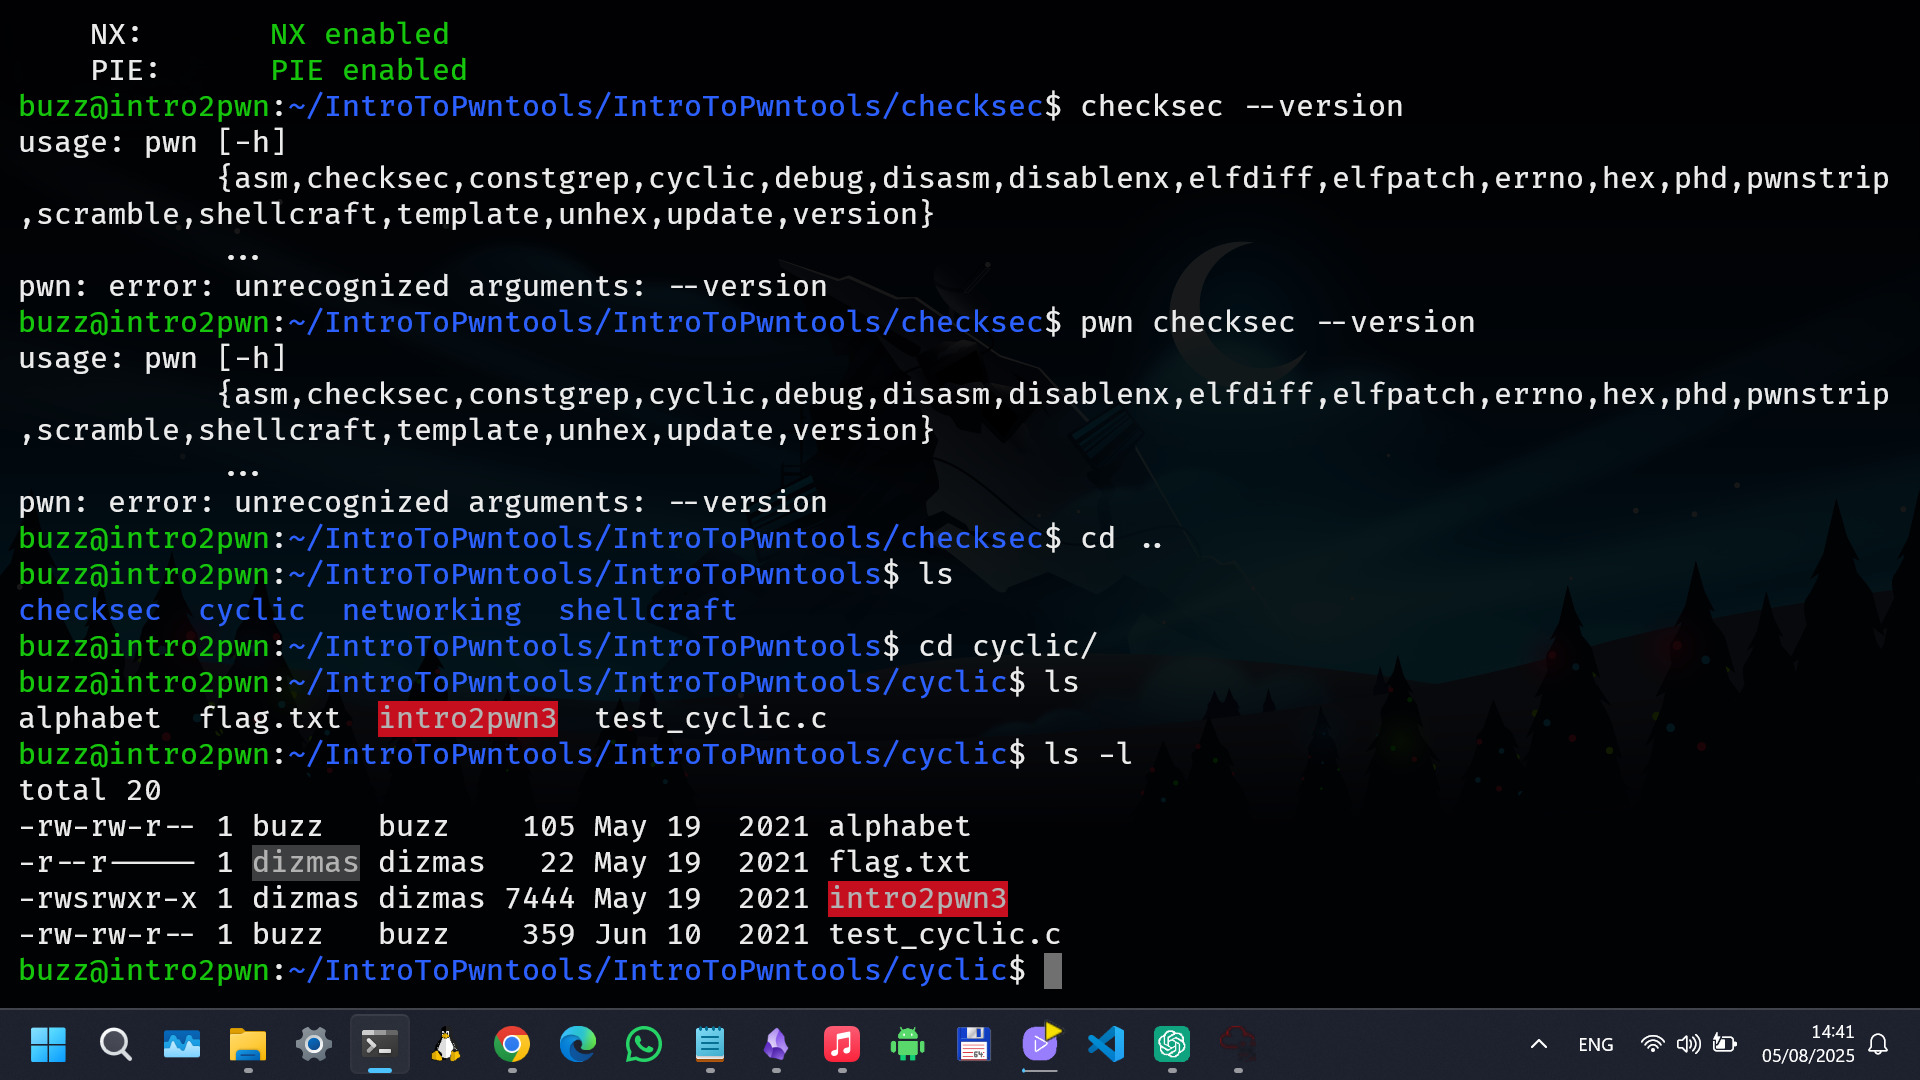 NX:       NX enabled
PIE:      PIE enabled
buzz@intro2pwn:~/IntroToPwntools/IntroToPwntools/checksec$ checksec --version
usage: pwn [-h]
{asm,checksec,constgrep,cyclic,debug,disasm,disablenx,elfdiff,elfpatch,errno,hex,phd,pwnstrip
,scramble,shellcraft,template,unhex,update,version}
...
pwn: error: unrecognized arguments: --version
buzz@intro2pwn:~/IntroToPwntools/IntroToPwntools/checksec$ pwn checksec --version
usage: pwn [-h]
{asm,checksec,constgrep,cyclic,debug,disasm,disablenx,elfdiff,elfpatch,errno,hex,phd,pwnstrip
,scramble,shellcraft,template,unhex,update,version}
...
pwn: error: unrecognized arguments: --version
buzz@intro2pwn:~/IntroToPwntools/IntroToPwntools/checksec$ cd ..
buzz@intro2pwn:~/IntroToPwntools/IntroToPwntools$ ls
checksec  cyclic  networking  shellcraft
buzz@intro2pwn:~/IntroToPwntools/IntroToPwntools$ cd cyclic/
buzz@intro2pwn:~/IntroToPwntools/IntroToPwntools/cyclic$ ls
alphabet  flag.txt  intro2pwn3  test_cyclic.c
buzz@intro2pwn:~/IntroToPwntools/IntroToPwntools/cyclic$ ls -l
total 20
-rw-rw-r-- 1 buzz   buzz    105 May 19  2021 alphabet
-r--r----- 1 dizmas dizmas   22 May 19  2021 flag.txt
-rwsrwxr-x 1 dizmas dizmas 7444 May 19  2021 intro2pwn3
-rw-rw-r-- 1 buzz   buzz    359 Jun 10  2021 test_cyclic.c
buzz@intro2pwn:~/IntroToPwntools/IntroToPwntools/cyclic$
64
ENG
14:41
05/08/2025